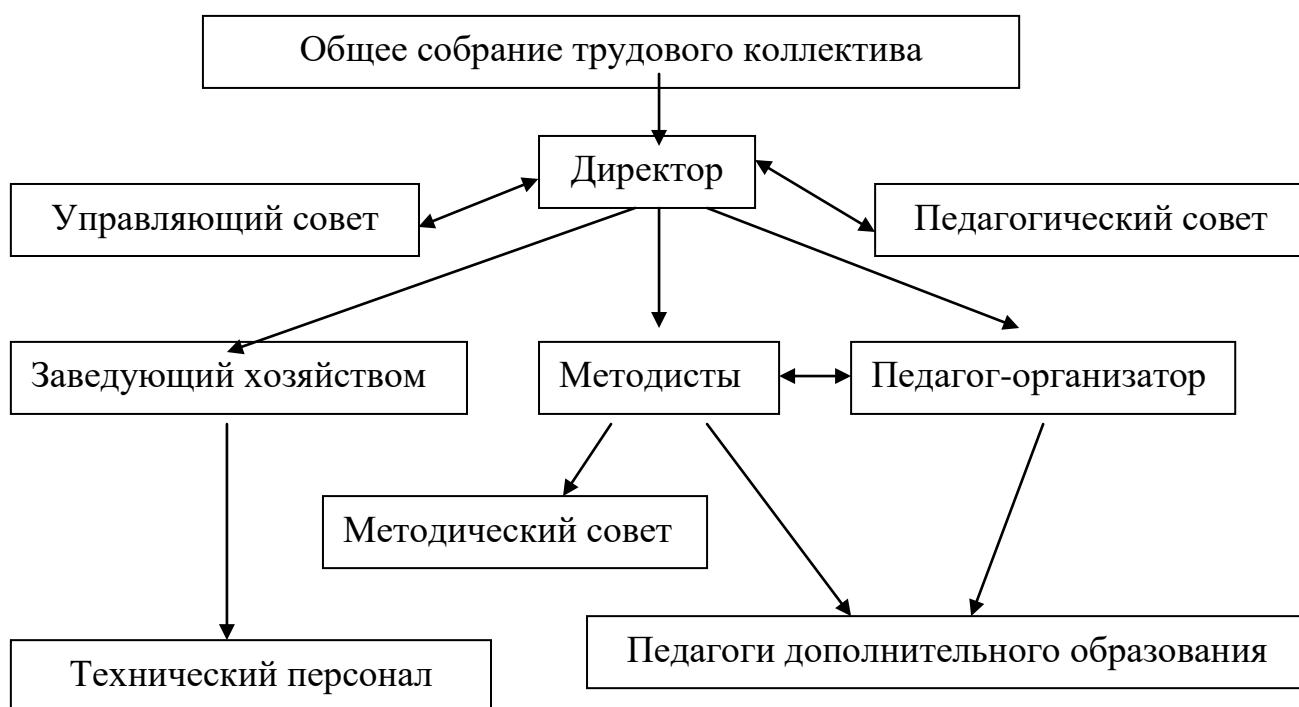 Общее собрание трудового коллектива
Директор
Управляющий совет
Педагогический совет
Заведующий хозяйством
Методисты
Педагог-организатор
Методический совет
Педагоги дополнительного образования
Технический персонал